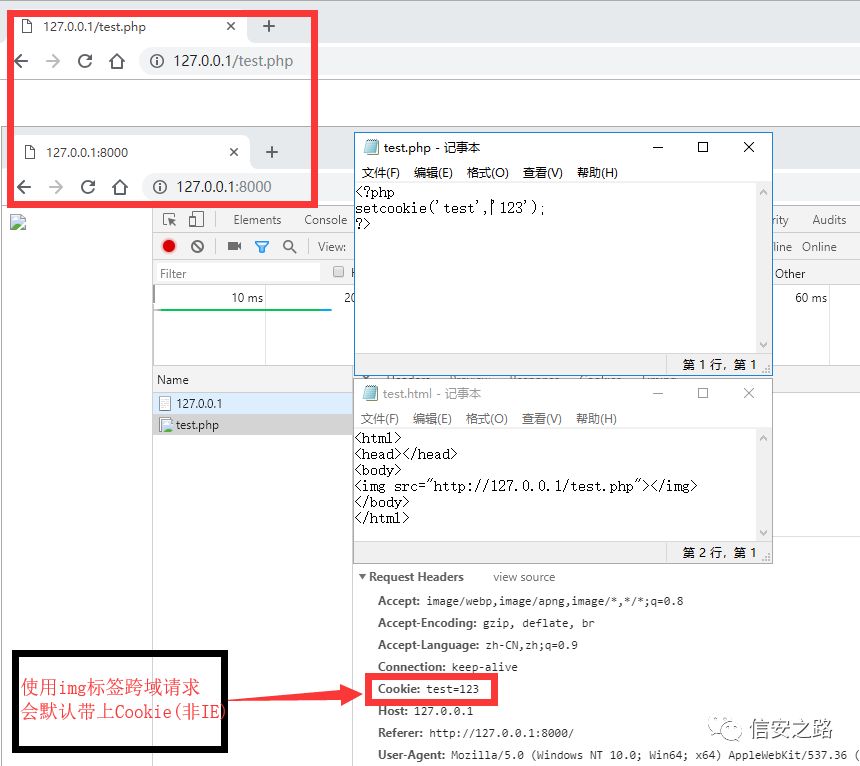 127.0.0.1/test.php
127.0.0.1/test.php
127.0.0.1:8000
127.0.0.1:8000
test.php - 记事本
文件(F) 编辑(E) 格式(O) 查看(V) 帮助(H)
<?php
setcookie('test','123');
?>
第 1 行，第 1
Elements Console
Audits
View:
Online
Filter
Other
10 ms
60 ms
Name
127.0.0.1
test.php
test.html - 记事本
文件(F) 编辑(E) 格式(O) 查看(V) 帮助(H)
<html>
<head></head>
<body>
<img src="http://127.0.0.1/test.php"></img>
</body>
</html>
第 2 行，第 1
Request Headers view source
Accept: image/webp,image/apng,image/*,*/*;q=0.8
Accept-Encoding: gzip, deflate, br
Accept-Language: zh-CN,zh;q=0.9
Connection: keep-alive
Cookie: test=123
Host: 127.0.0.1
Referer: http://127.0.0.1:8000/
User-Agent: Mozilla/5.0 (Windows NT 10.0; Win64; x64) AppleWebKit/537.36 (
使用img标签跨域请求
会默认带上Cookie(非IE)
信安之路